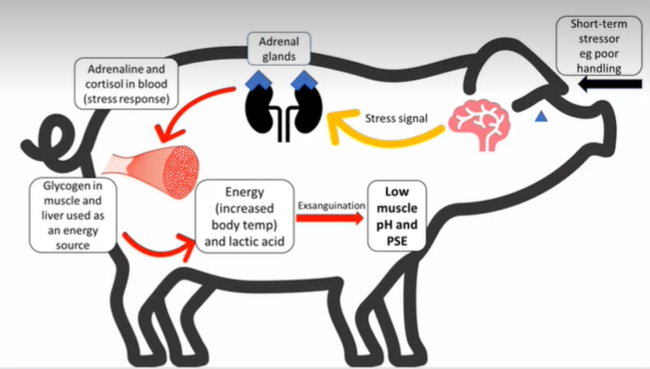 Short-term
stressor
eg poor
handling
Stress signal
Adrenal
glands
Adrenaline and
cortisol in blood
(stress response)
Glycogen in
muscle and
liver used as
an energy
source
Energy
(increased
body temp)
and lactic acid
Exsanguination
Low
muscle
pH and
PSE